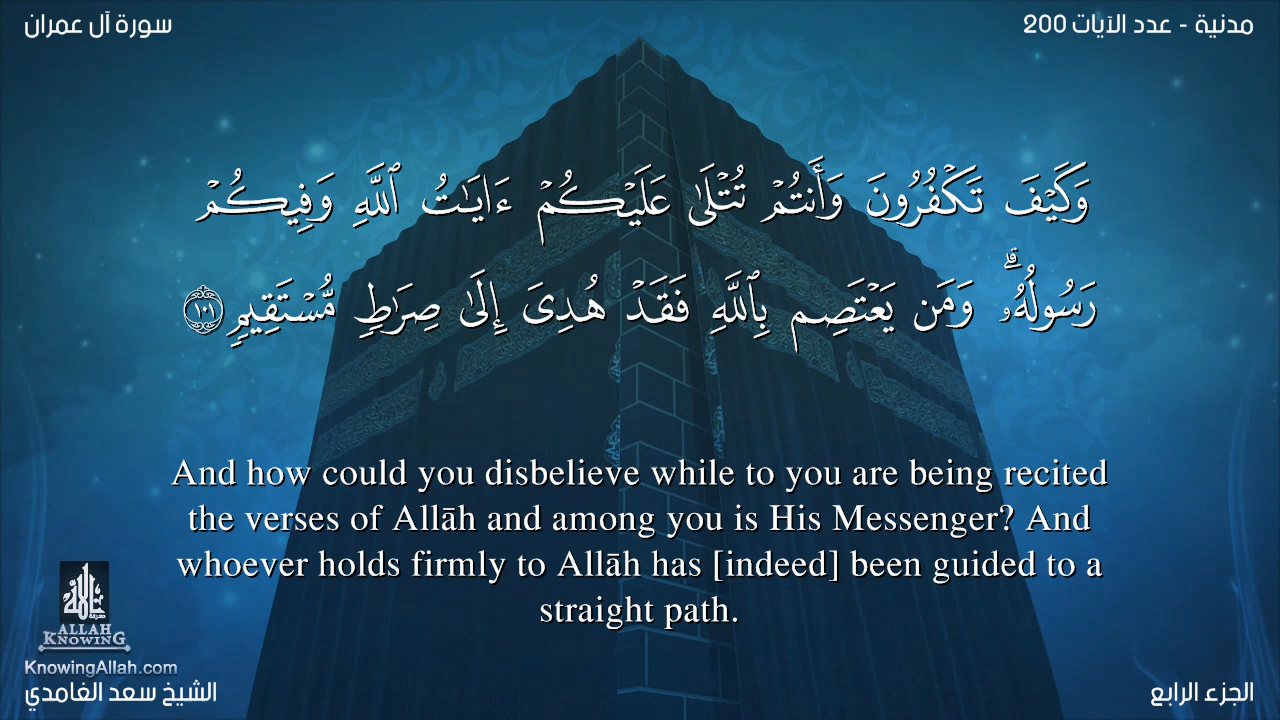 سورة آل عمران
مدنية - عدد الآيات 200
وَكَيْفَ تَكْفُرُونَ وَأَنتُمْ تُتْلَىٰ عَلَيْكُمْ ءَايَـٰتُ ٱللَّهِ وَفِيكُمْ
رَسُولُهُۥ ۗ وَمَن يَعْتَصِم بِٱللَّهِ فَقَدْ هُدِىَ إِلَىٰ صِرَٰطٍ مُّسْتَقِيمٍ ١٠١
And how could you disbelieve while to you are being recited
the verses of Allāh and among you is His Messenger? And
whoever holds firmly to Allāh has [indeed] been guided to a
straight path.
ALLAH
KNOWING
KnowingAllah.com
الشيخ سعد الغامدي
الجزء الرابع